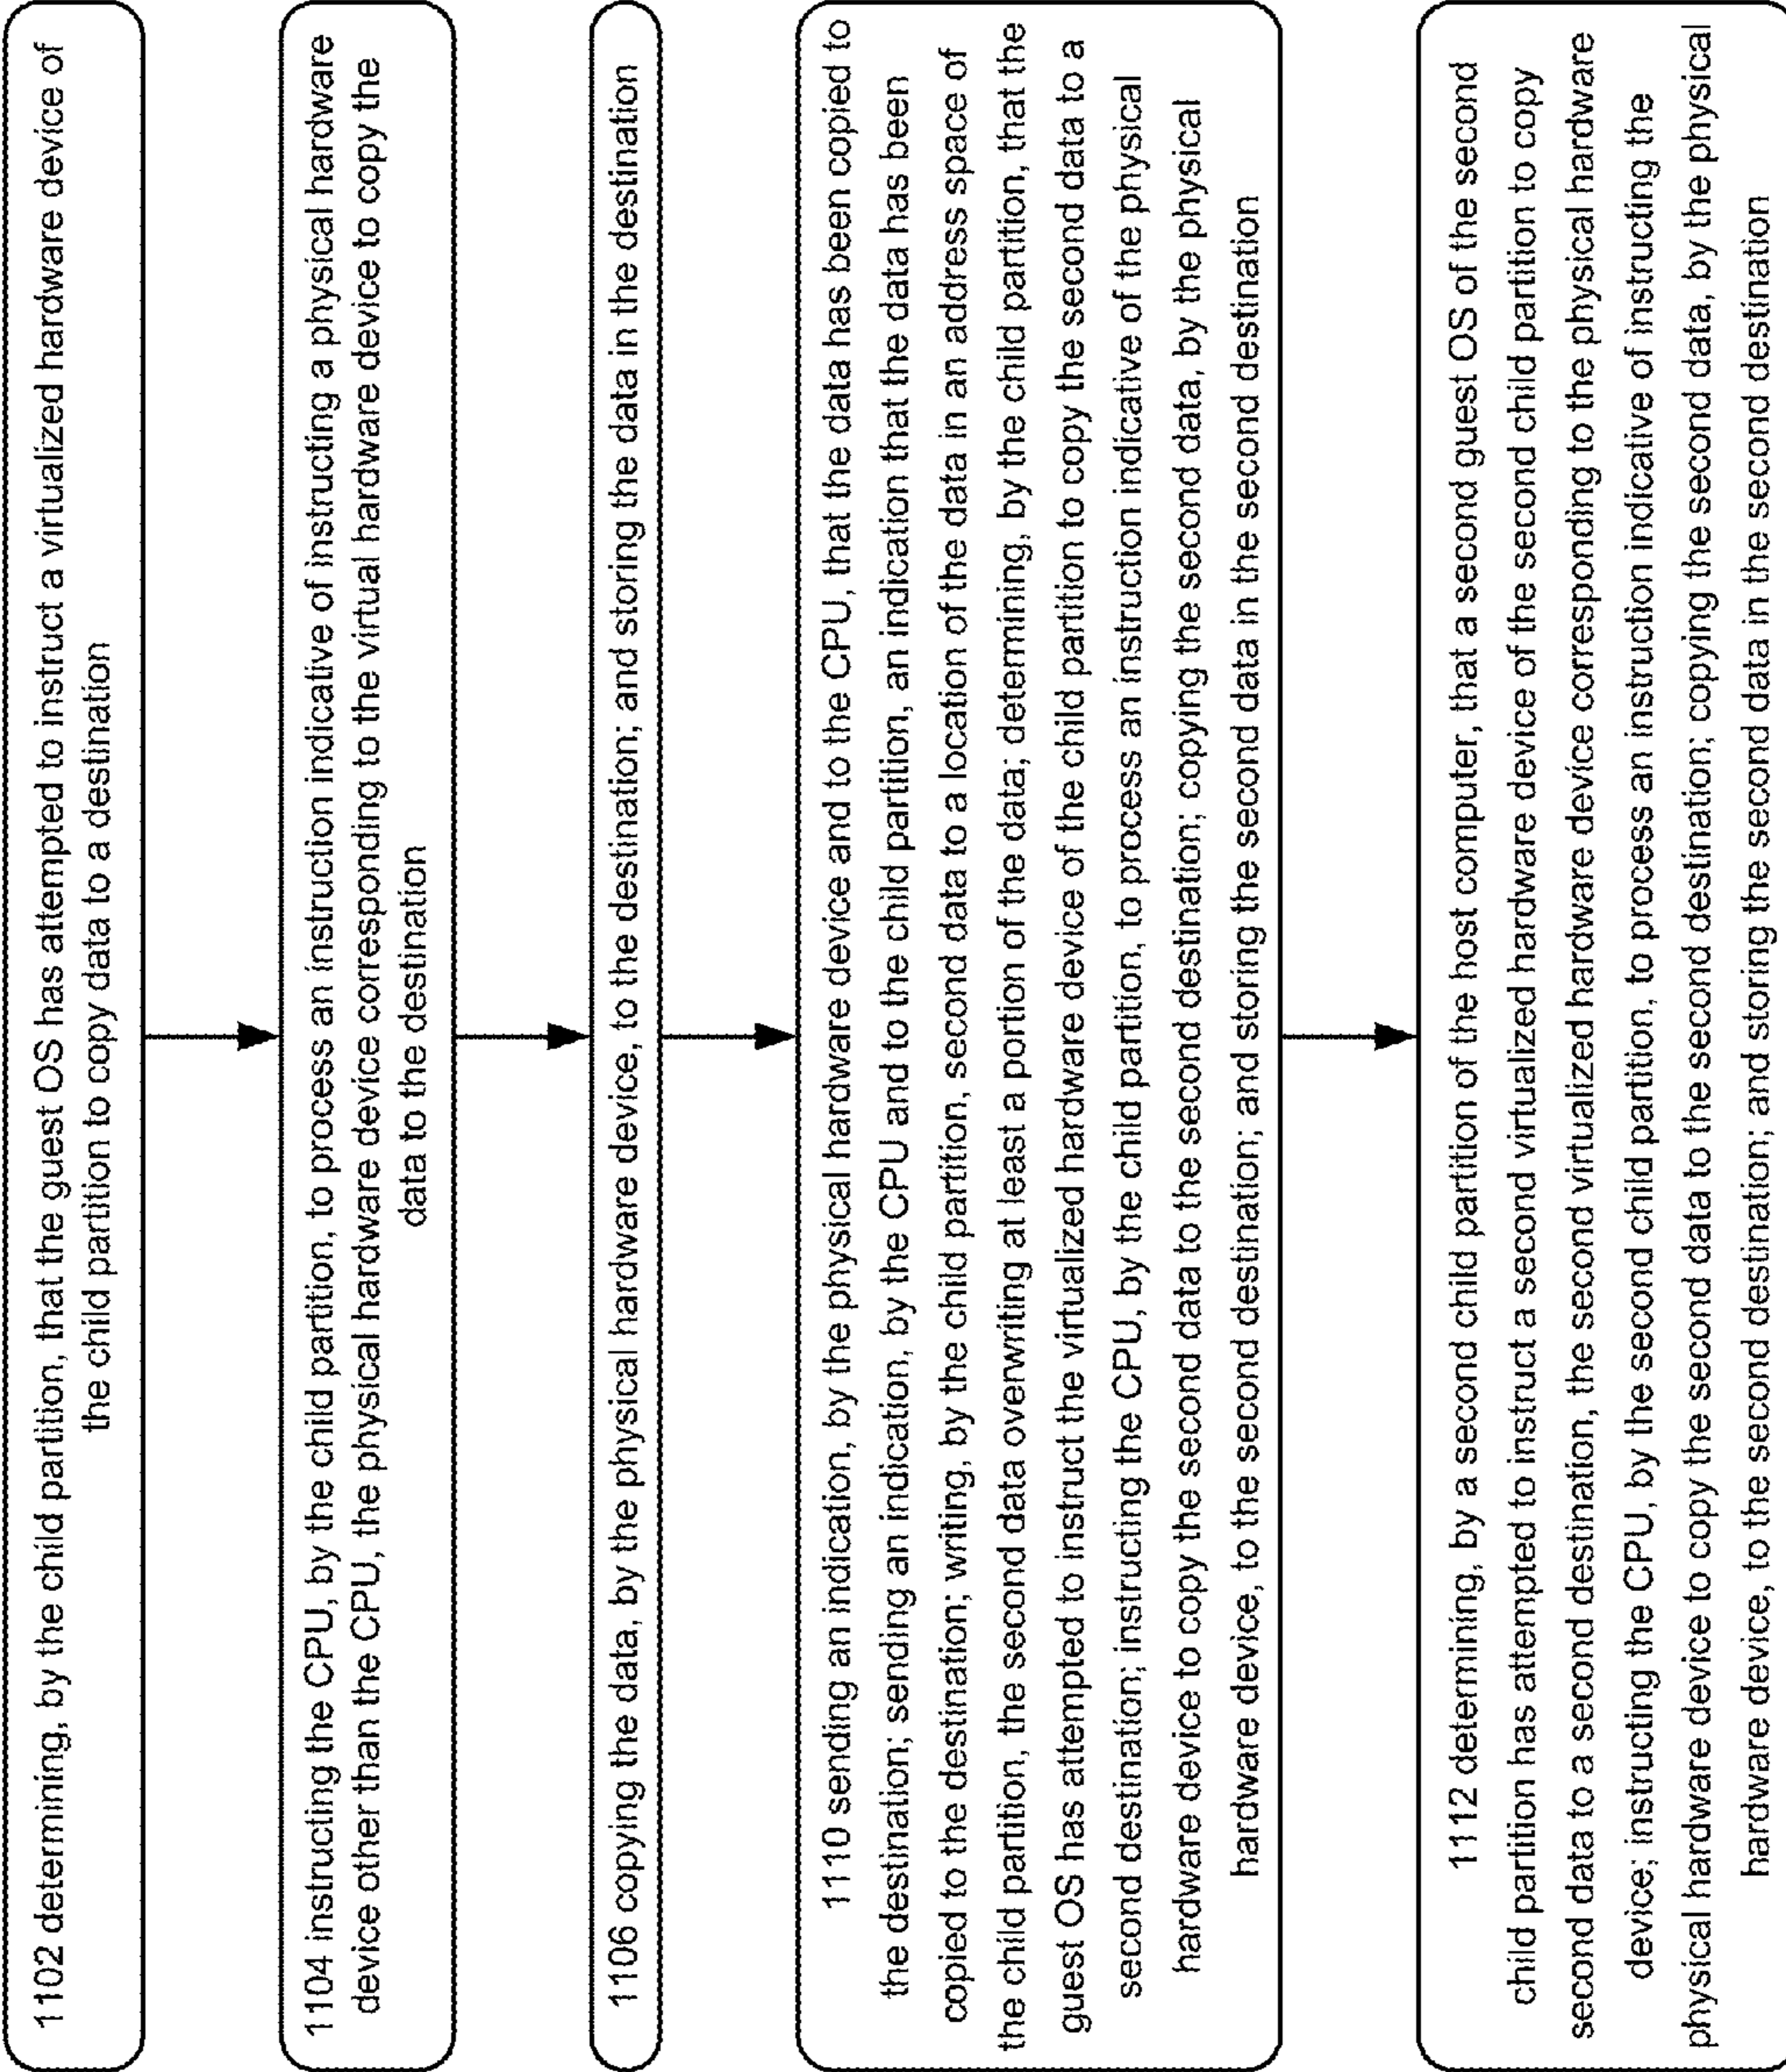 1102 determining, by the child partition, that the guest OS has attempted to instruct a virtualized hardware device of
the child partition to copy data to a destination
1104 instructing the CPU, by the child partition, to process an instruction indicative of instructing a physical hardware
device other than the CPU, the physical hardware device corresponding to the virtual hardware device to copy the
data to the destination
1106 copying the data, by the physical hardware device, to the destination; and storing the data in the destination
1110 sending an indication, by the physical hardware device and to the CPU, that the data has been copied to
the destination; sending an indication, by the CPU and to the child partition, an indication that the data has been
copied to the destination; writing, by the child partition, second data to a location of the data in an address space of
the child partition, the second data overwriting at least a portion of the data; determining, by the child partition, that the
guest OS has attempted to instruct the virtualized hardware device of the child partition to copy the second data to a
second destination; instructing the CPU, by the child partition, to process an instruction indicative of the physical
hardware device to copy the second data to the second destination; copying the second data, by the physical
hardware device, to the second destination; and storing the second data in the second destination
1112 determining, by a second child partition of the host computer, that a second guest OS of the second
child partition has attempted to instruct a second virtualized hardware device of the second child partition to copy
second data to a second destination, the second virtualized hardware device corresponding to the physical hardware
device; instructing the CPU, by the second child partition, to process an instruction indicative of instructing the
physical hardware device to copy the second data to the second destination; copying the second data, by the physical
hardware device, to the second destination; and storing the second data in the second destination